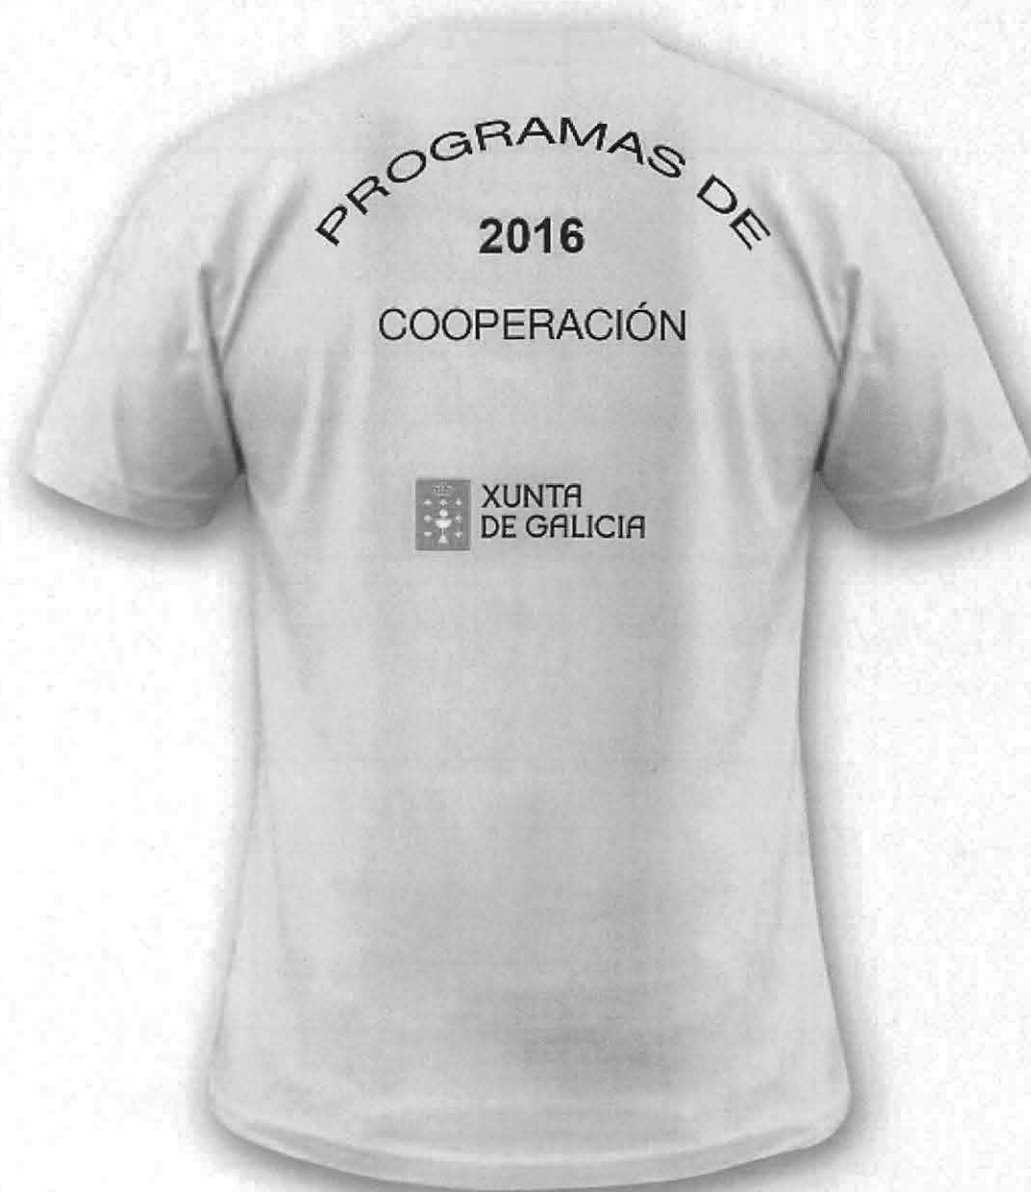 PROGRAMAS DE
2016
COOPERACIÓN
XUNTA
DE GALICIA